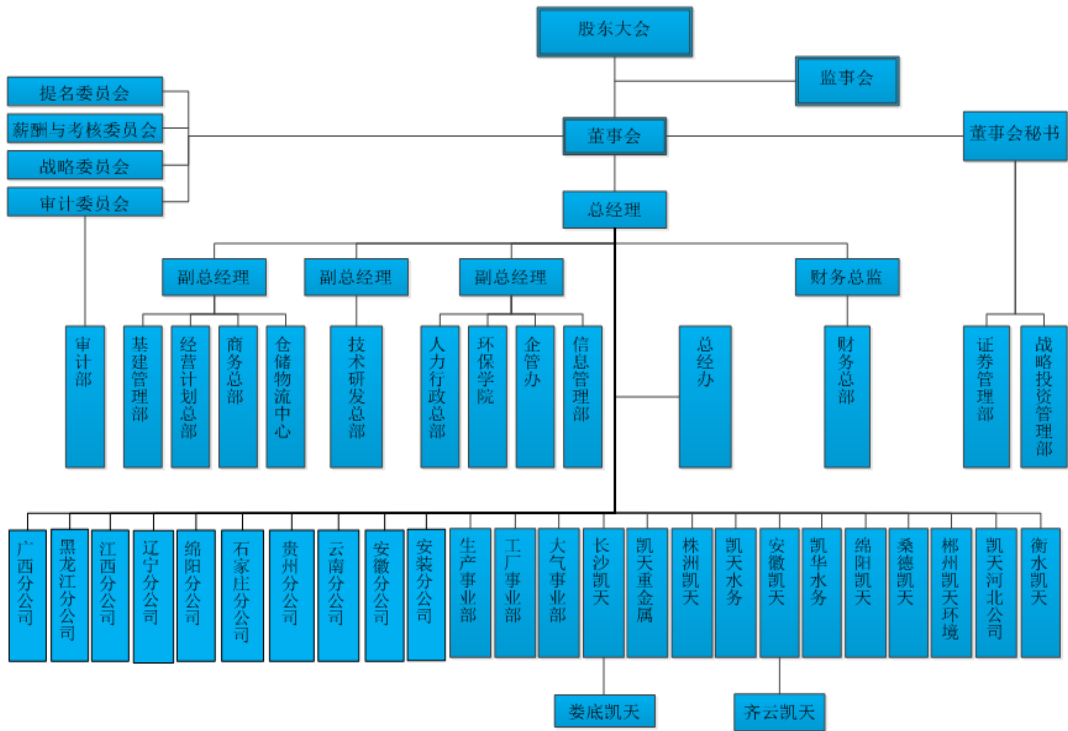 股东大会
监事会
提名委员会
薪酬与考核委员会
战略委员会
审计委员会
董事会
董事会秘书
总经理
副总经理
副总经理
副总经理
财务总监
审计部
基建管理部
经营计划总部
商务总部
仓储物流中心
技术研发总部
人力行政总部
环保学院
企管办
信息管理部
总经办
财务总部
证券管理部
战略投资管理部
广西分公司
黑龙江分公司
江西分公司
辽宁分公司
绵阳分公司
石家庄分公司
贵州分公司
云南分公司
安徽分公司
安装分公司
生产事业部
工厂事业部
大气事业部
长沙凯天
凯天重金属
株洲凯天
凯天水务
安徽凯天
凯华水务
绵阳凯天
桑德凯天
郴州凯天环境
凯天河北公司
衡水凯天
娄底凯天
齐云凯天